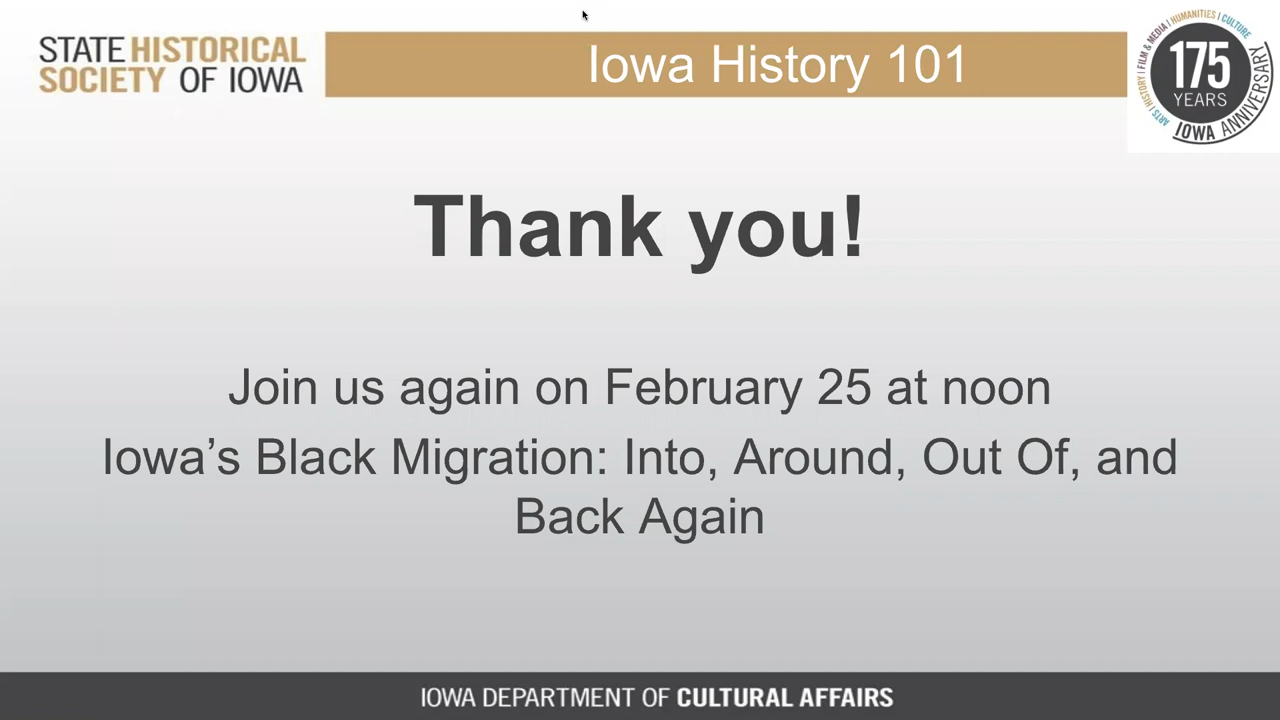 STATE HISTORICAL
SOCIETY OF IOWA
Iowa History 101
ARTS | HISTORY | FILM & MEDIA | HUMANITIES | CULTURE
175
YEARS
IOWA ANNIVERSARY
Thank you!
Join us again on February 25 at noon
Iowa’s Black Migration: Into, Around, Out Of, and
Back Again
IOWA DEPARTMENT OF CULTURAL AFFAIRS